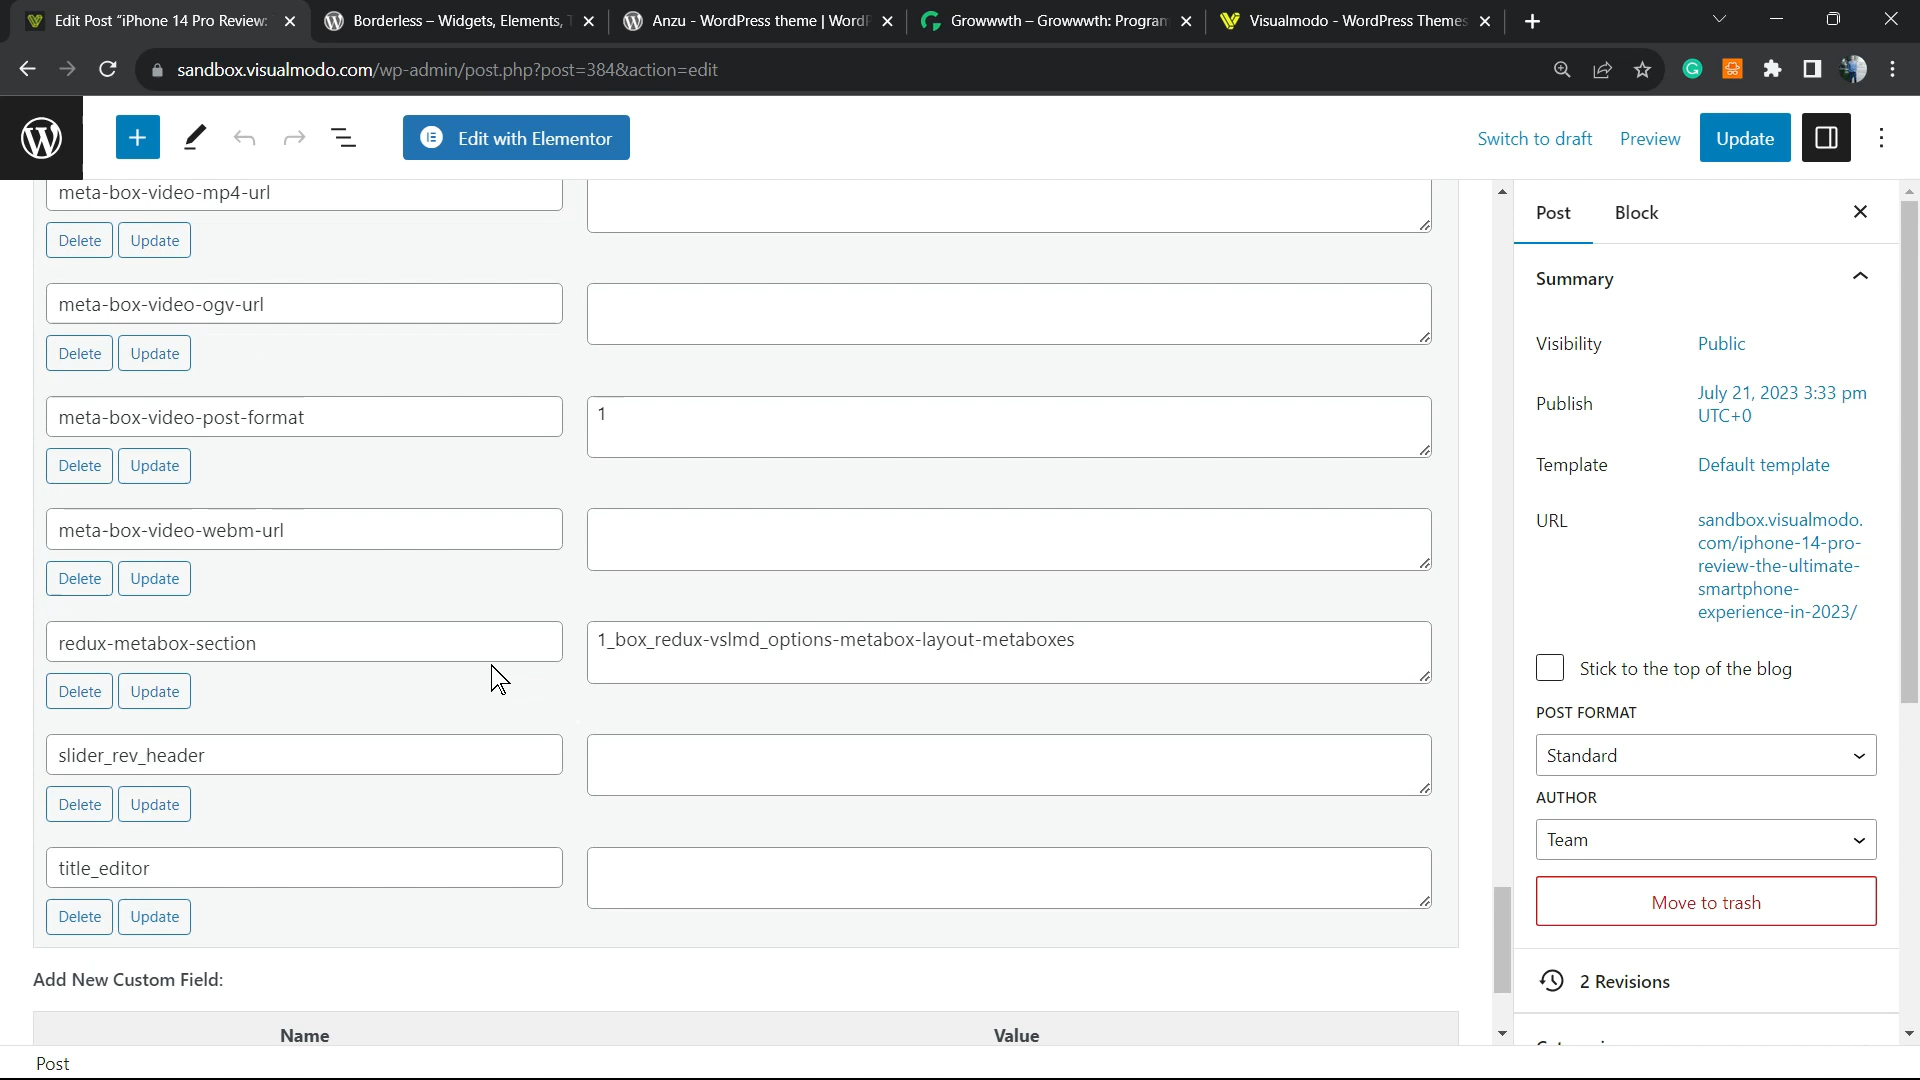 Edit Post "iPhone 14 Pro Review:
Borderless – Widgets, Elements, T
Anzu - WordPress theme | WordP
Growwwth – Growwwth: Program
Visualmodo - WordPress Themes
sandbox.visualmodo.com/wp-admin/post.php?post=384&action=edit
Edit with Elementor
Switch to draft
Preview
Update
meta-box-video-mp4-url
Delete
Update
meta-box-video-ogv-url
Delete
Update
meta-box-video-post-format
1
Delete
Update
meta-box-video-webm-url
Delete
Update
redux-metabox-section
1_box_redux-vslmd_options-metabox-layout-metaboxes
Delete
Update
slider_rev_header
Delete
Update
title_editor
Delete
Update
Add New Custom Field:
Name
Value
Post
Post
Block
Summary
Visibility
Public
Publish
July 21, 2023 3:33 pm
UTC+0
Template
Default template
URL
sandbox.visualmodo.
com/iphone-14-pro-
review-the-ultimate-
smartphone-
experience-in-2023/
Stick to the top of the blog
POST FORMAT
Standard
AUTHOR
Team
Move to trash
2 Revisions